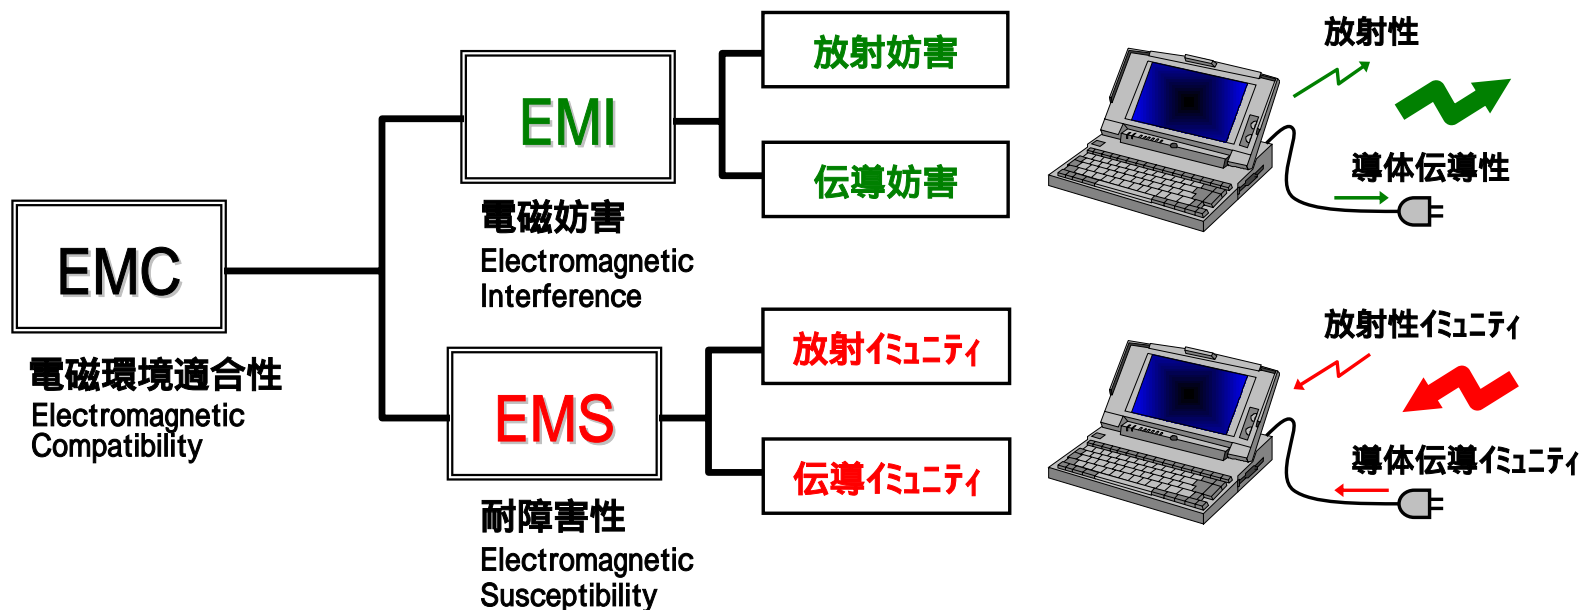 EMC
電磁環境適合性
Electromagnetic
Compatibility
EMI
電磁妨害
Electromagnetic
Interference
放射妨害
伝導妨害
放射性
導体伝導性
EMS
耐障害性
Electromagnetic
Susceptibility
放射ｲﾐｭﾆﾃｨ
伝導ｲﾐｭﾆﾃｨ
放射性ｲﾐｭﾆﾃｨ
導体伝導ｲﾐｭﾆﾃｨ